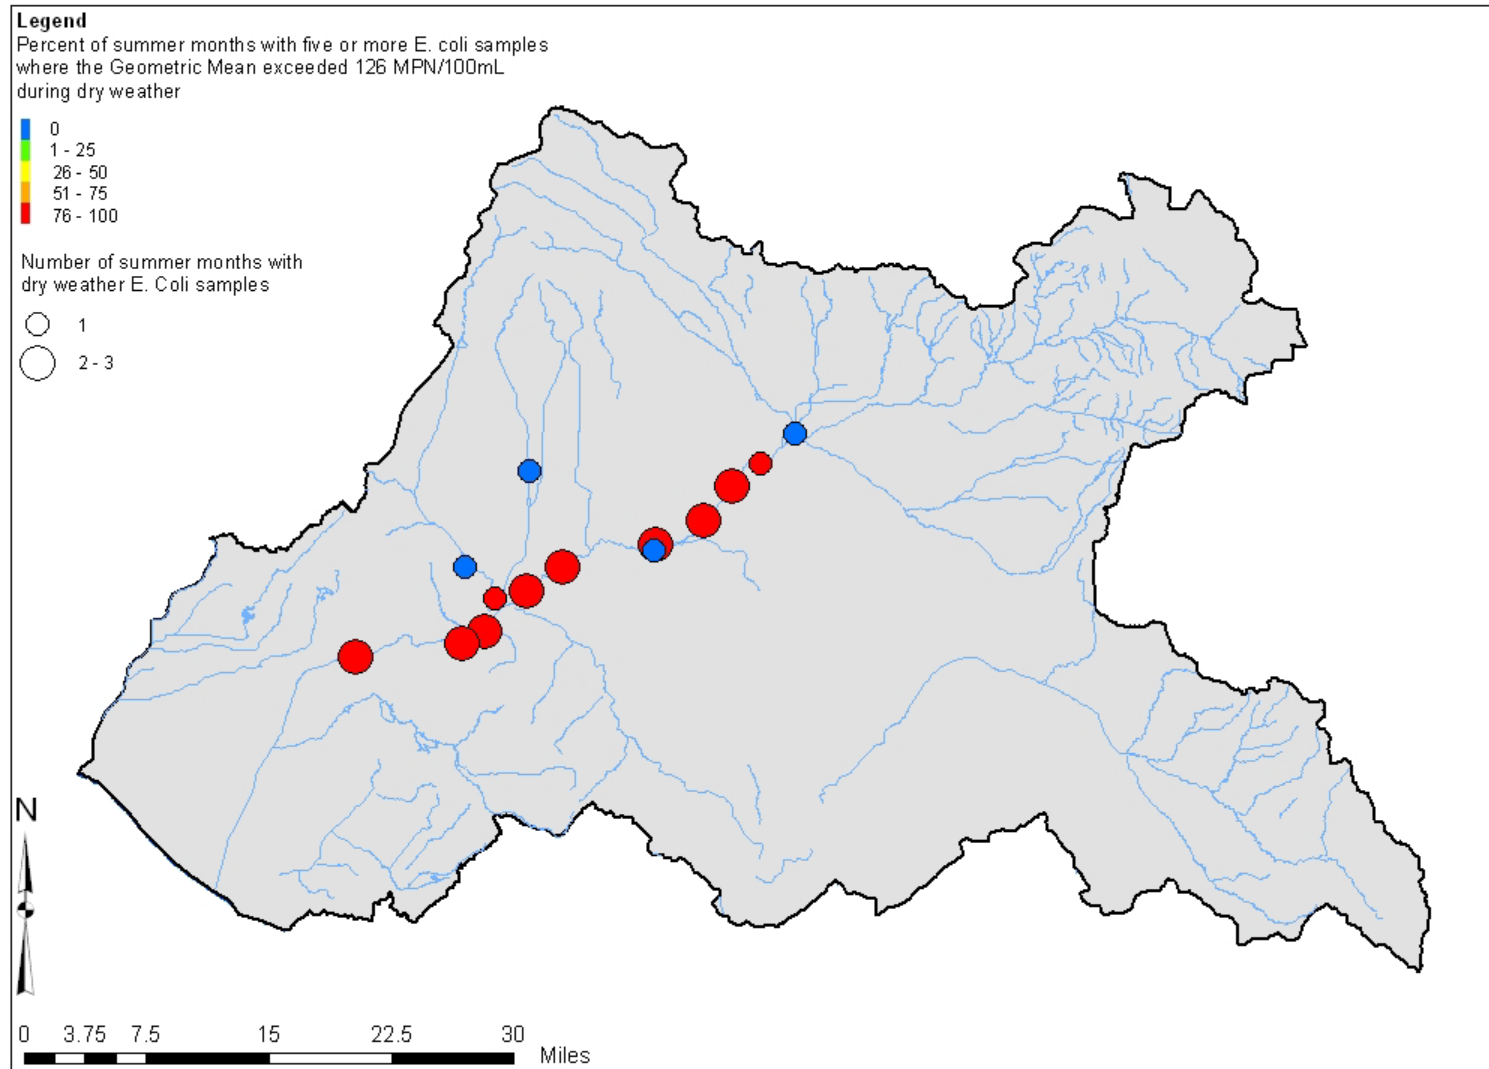 Legend
Percent of summer months with five or more E. coli samples
where the Geometric Mean exceeded 126 MPN/100mL
during dry weather
0
1 - 25
26 - 50
51 - 75
76 - 100
Number of summer months with
dry weather E. Coli samples
1
2 - 3
N
0 3.75 7.5 15 22.5 30
Miles